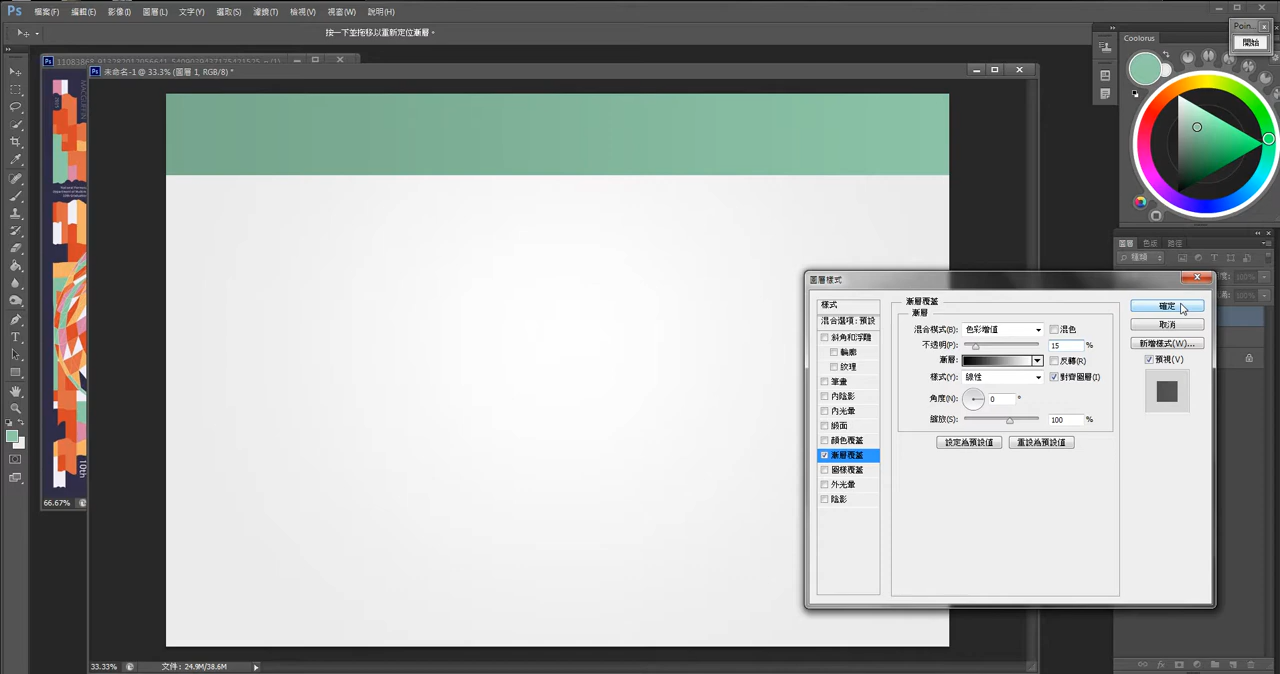 Ps 檔案(F) 編輯(E) 影像(I) 圖層(L) 文字(Y) 選取(S) 濾鏡(T) 檢視(V) 視窗(W) 說明(H)
按一下並拖移以重新定位漸層。
Poin...
開始
Coolorus
未命名-1 @ 33.3% (圖層 1, RGB/8) *
圖層 色版 路徑
種類
圖層樣式
樣式
混合選項: 預設
斜角和浮雕
輪廓
紋理
筆畫
內陰影
內光暈
緞面
顏色覆蓋
漸層覆蓋
圖樣覆蓋
外光暈
陰影
漸層覆蓋
漸層
混合模式(B): 色彩增值 混色
不透明(P): 15 %
漸層: 反轉(R)
樣式(Y): 線性 對齊圖層(I)
角度(N): 0 °
縮放(S): 100 %
設定為預設值 重設為預設值
確定
取消
新增樣式(W)...
預視(V)
10th
66.67%
33.33% 文件: 24.9M/38.6M